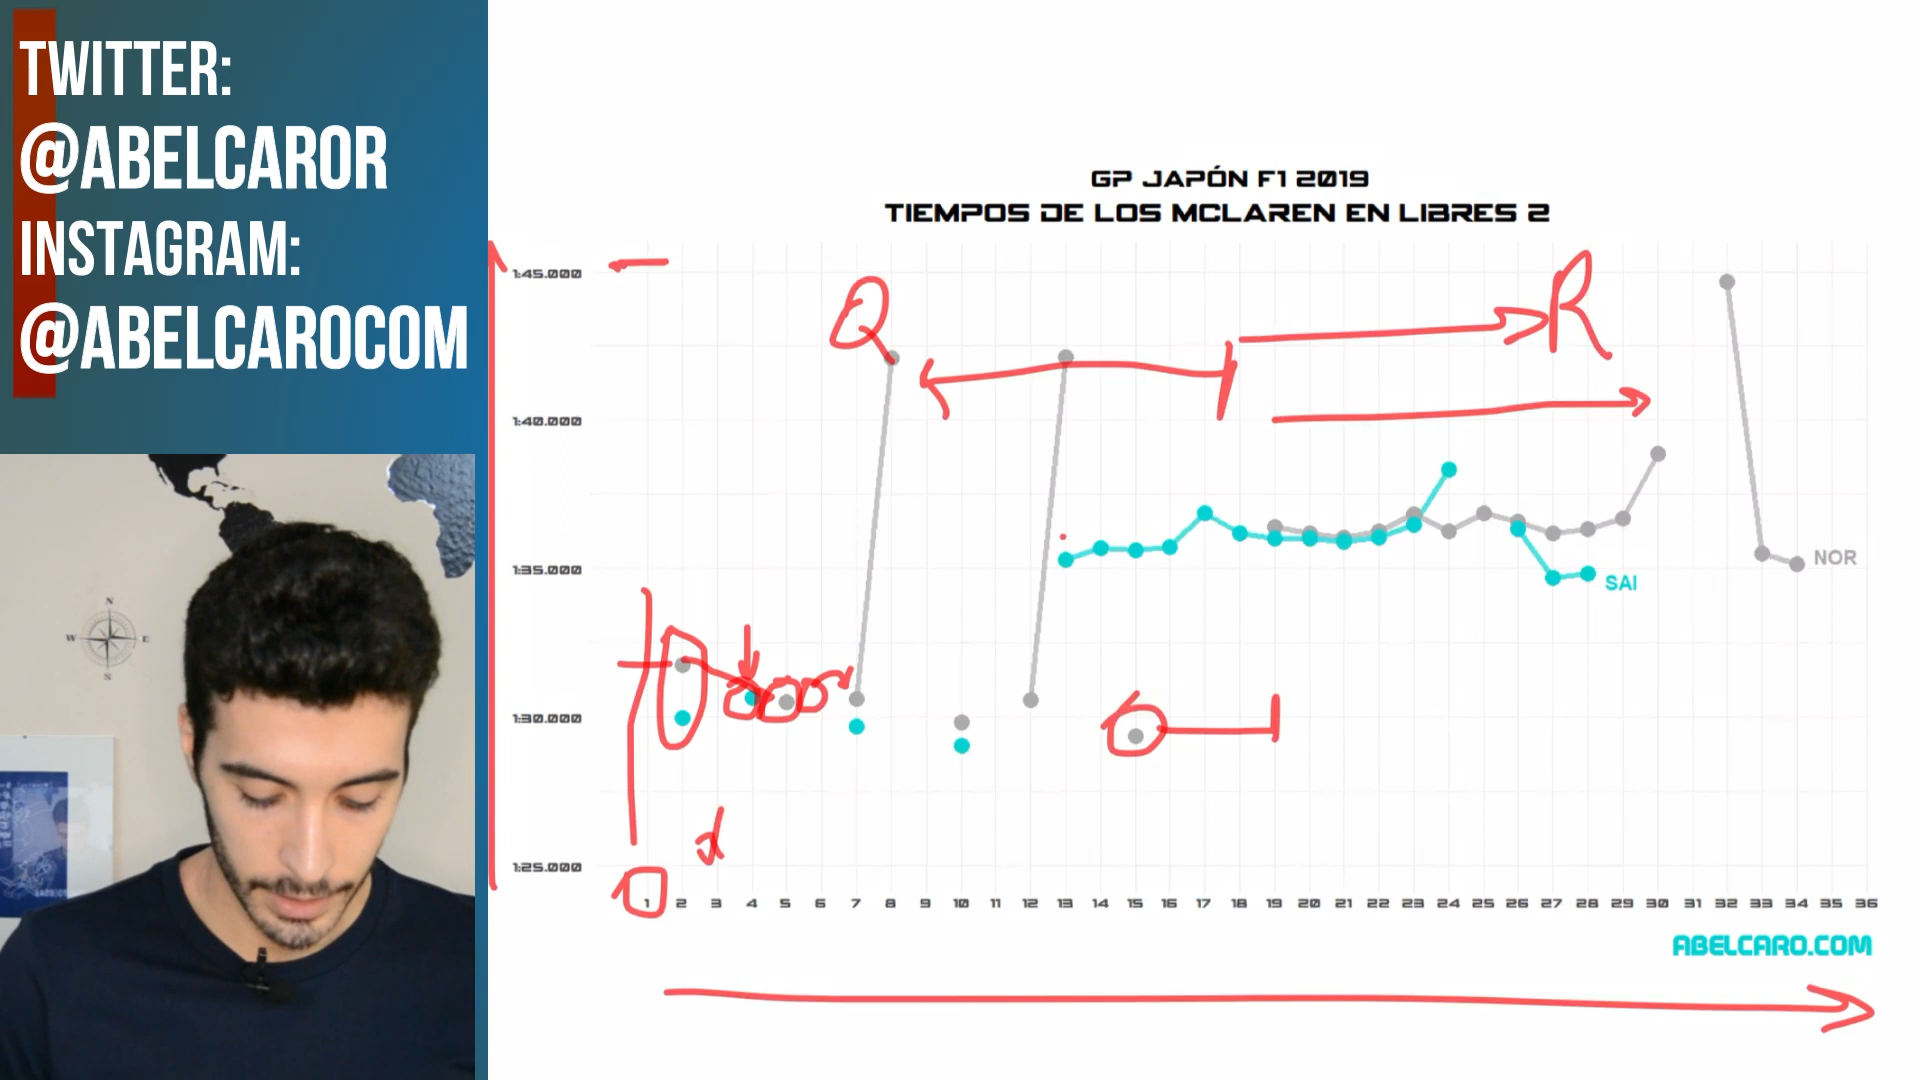 TWITTER:
@ABELCAROR
INSTAGRAM:
@ABELCAROCOM
N
W E
N
GP JAPÓN F1 2019
TIEMPOS DE LOS MCLAREN EN LIBRES 2
1:45.000
Q
R
1:40.000
1:35.000
NOR
SAI
1:30.000
1:25.000
1 2 3 4 5 6 7 8 9 10 11 12 13 14 15 16 17 18 19 20 21 22 23 24 25 26 27 28 29 30 31 32 33 34 35 36
ABELCARO.COM